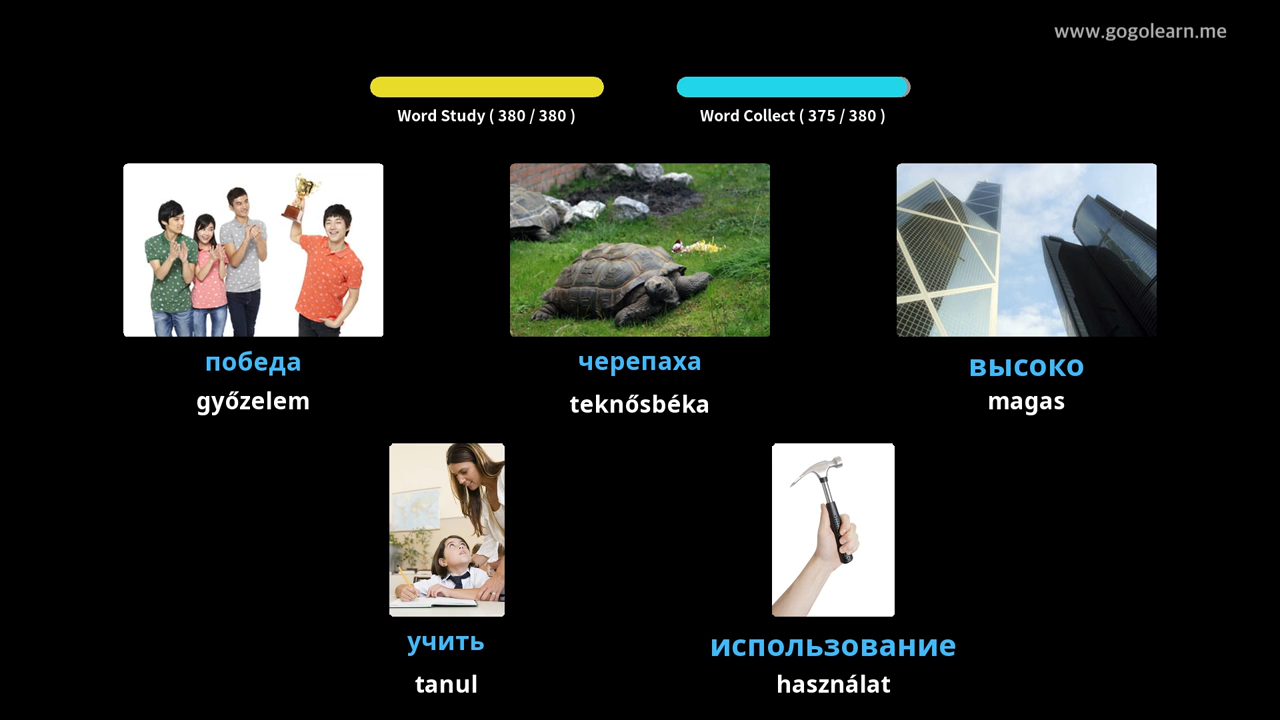 www.gogolearn.me
Word Study ( 380 / 380 )
Word Collect ( 375 / 380 )
победа
győzelem
черепаха
teknősbéka
высоко
magas
учить
tanul
использование
használat